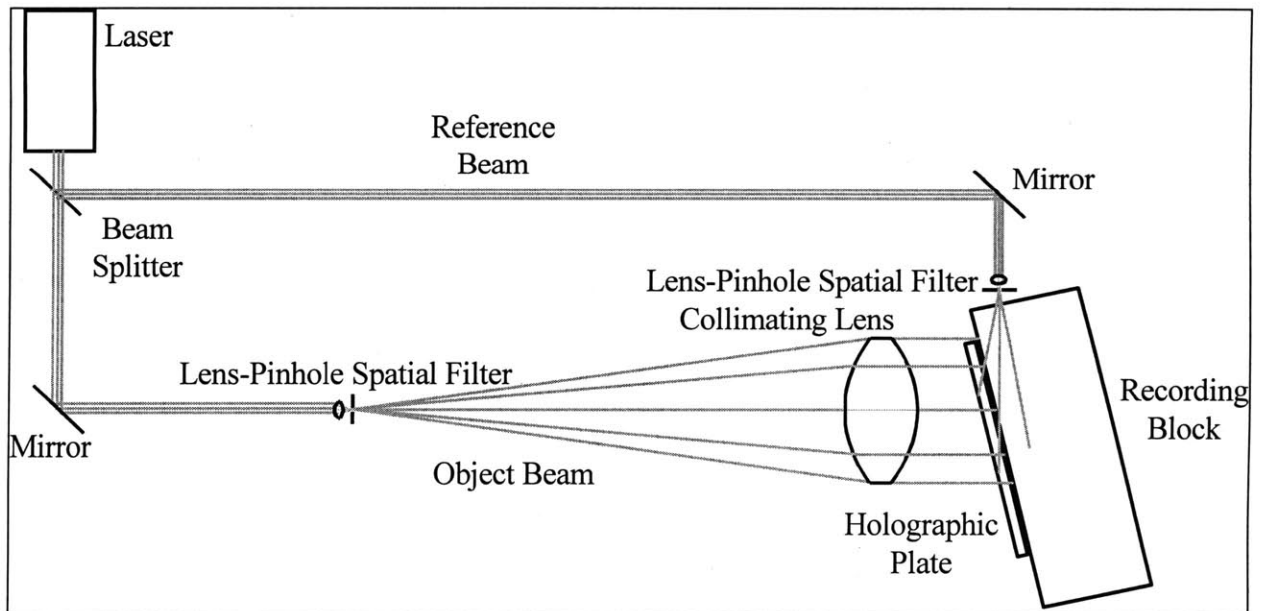 Laser
Reference
Beam
Mirror
Beam
Splitter
Lens-Pinhole Spatial Filter
Collimating Lens
Lens-Pinhole Spatial Filter
Recording
Block
Mirror
Object Beam
Holographic
Plate